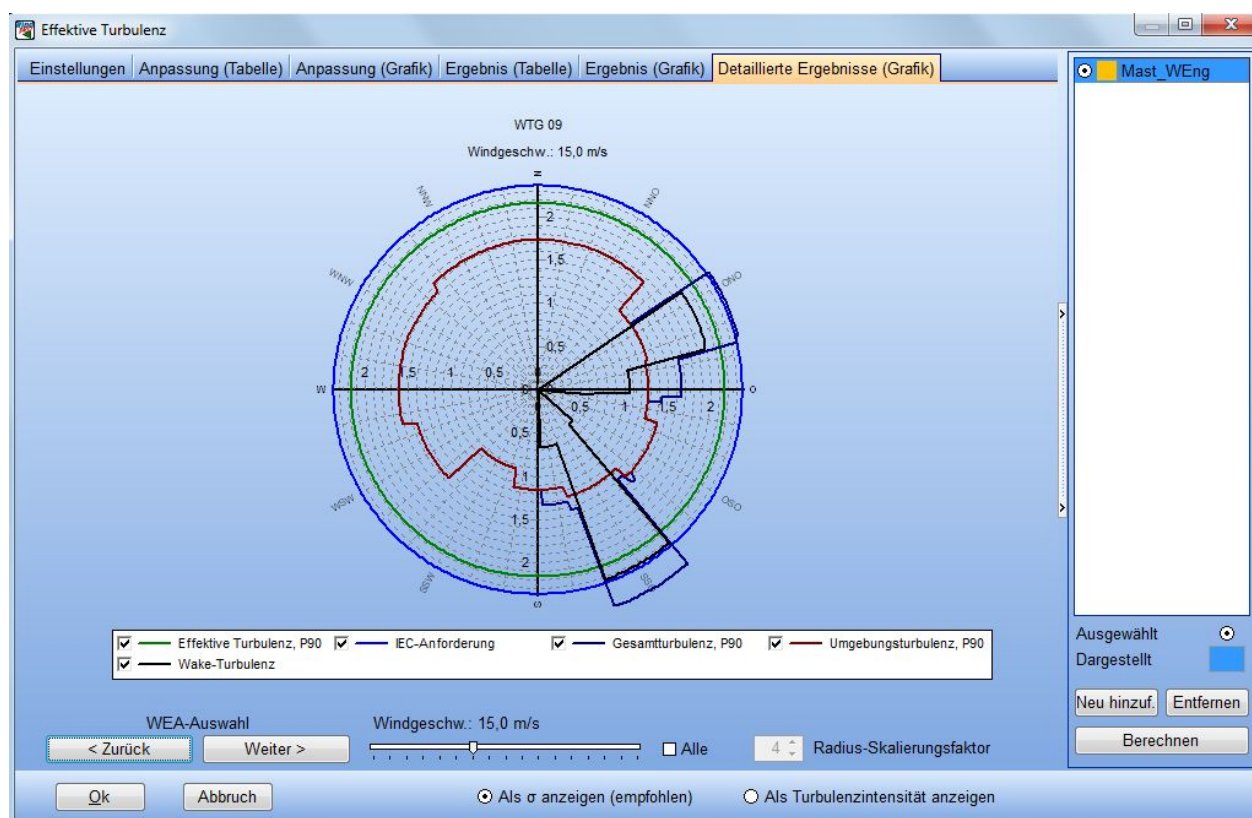 Effektive Turbulenz
Einstellungen Anpassung (Tabelle) Anpassung (Grafik) Ergebnis (Tabelle) Ergebnis (Grafik) Detaillierte Ergebnisse (Grafik)
Mast_WEng
WTG 09
Windgeschw.: 15,0 m/s
N
NNW NNO
2
WNW 1,5 ONO
1
0,5
W 2 1,5 1 0,5 0 0,5 1 1,5 2 O
0,5
1
WSW 1,5 OSO
2
SSW SSO
S
Effektive Turbulenz, P90 IEC-Anforderung Gesamtturbulenz, P90 Umgebungsturbulenz, P90
Wake-Turbulenz
Ausgewählt
Dargestellt
Neu hinzuf. Entfernen
Berechnen
WEA-Auswahl Windgeschw.: 15,0 m/s
< Zurück Weiter > Alle 4 Radius-Skalierungsfaktor
Ok Abbruch Als σ anzeigen (empfohlen) Als Turbulenzintensität anzeigen